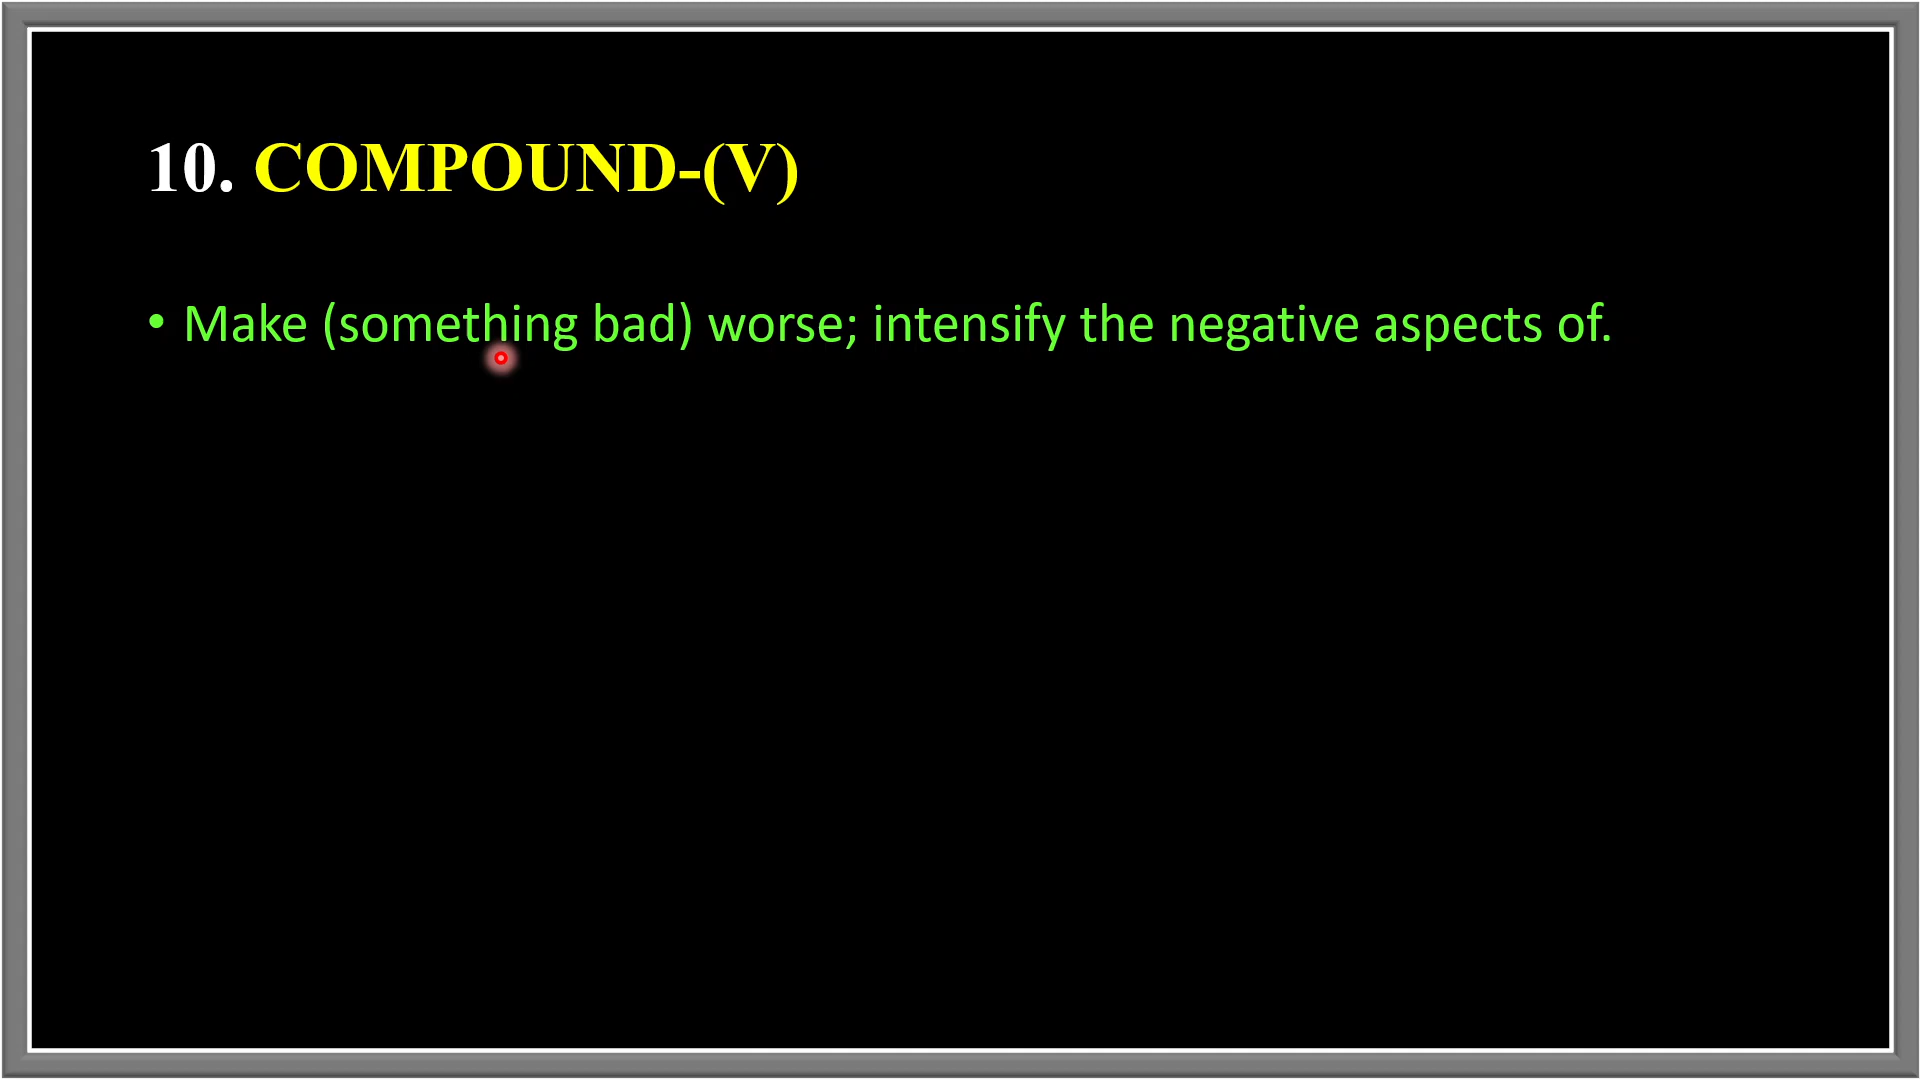 10. COMPOUND-(V)
• Make (something bad) worse; intensify the negative aspects of.